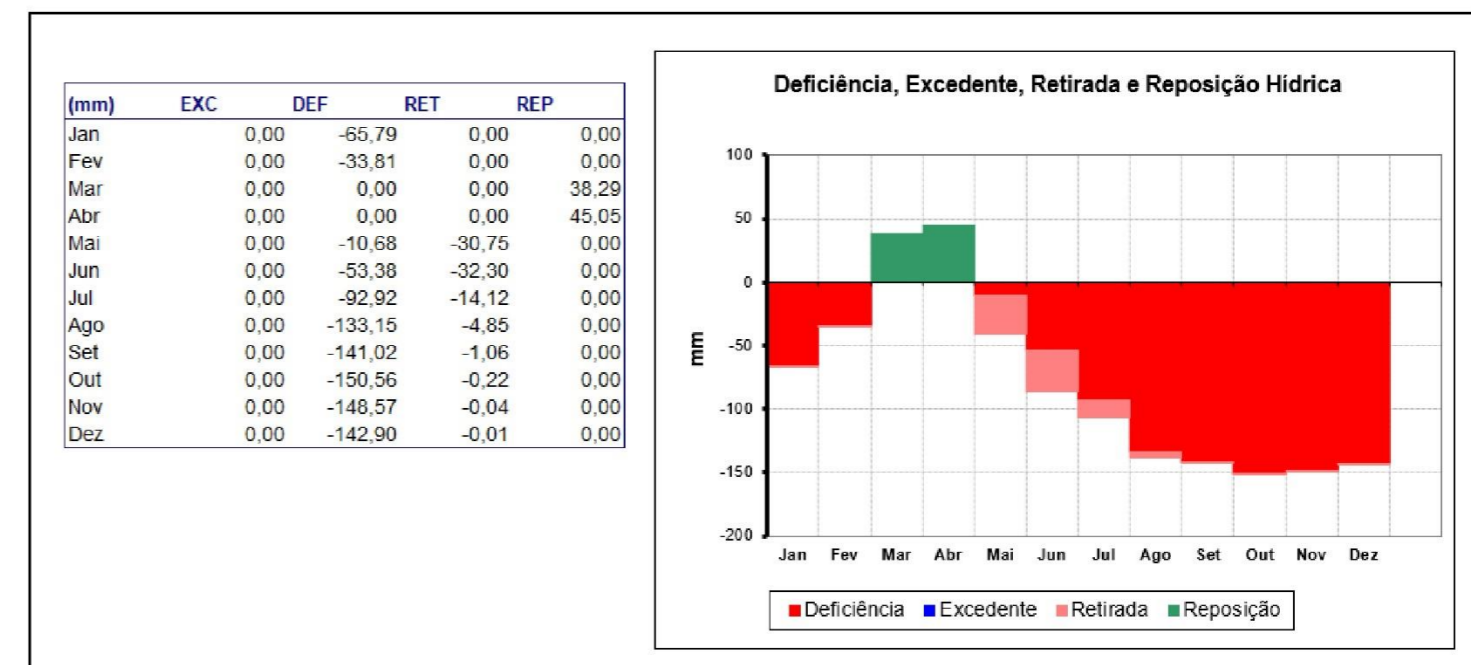 (mm) EXC DEF RET REP
Jan 0,00 -65,79 0,00 0,00
Fev 0,00 -33,81 0,00 0,00
Mar 0,00 0,00 0,00 38,29
Abr 0,00 0,00 0,00 45,05
Mai 0,00 -10,68 -30,75 0,00
Jun 0,00 -53,38 -32,30 0,00
Jul 0,00 -92,92 -14,12 0,00
Ago 0,00 -133,15 -4,85 0,00
Set 0,00 -141,02 -1,06 0,00
Out 0,00 -150,56 -0,22 0,00
Nov 0,00 -148,57 -0,04 0,00
Dez 0,00 -142,90 -0,01 0,00
Deficiência, Excedente, Retirada e Reposição Hídrica
100
50
0
-50
-100
-150
-200
mm
Jan Fev Mar Abr Mai Jun Jul Ago Set Out Nov Dez
Deficiência Excedente Retirada Reposição